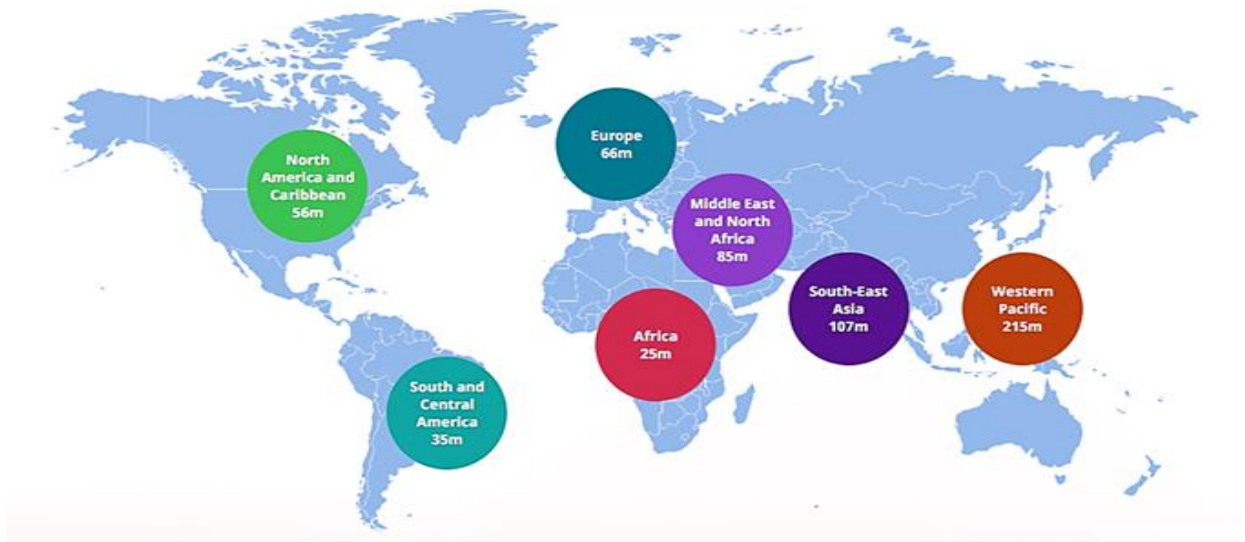 Europe
66m
North
America and
Caribbean
56m
Middle East
and North
Africa
85m
South-East
Asia
107m
Western
Pacific
215m
Africa
25m
South and
Central
America
35m